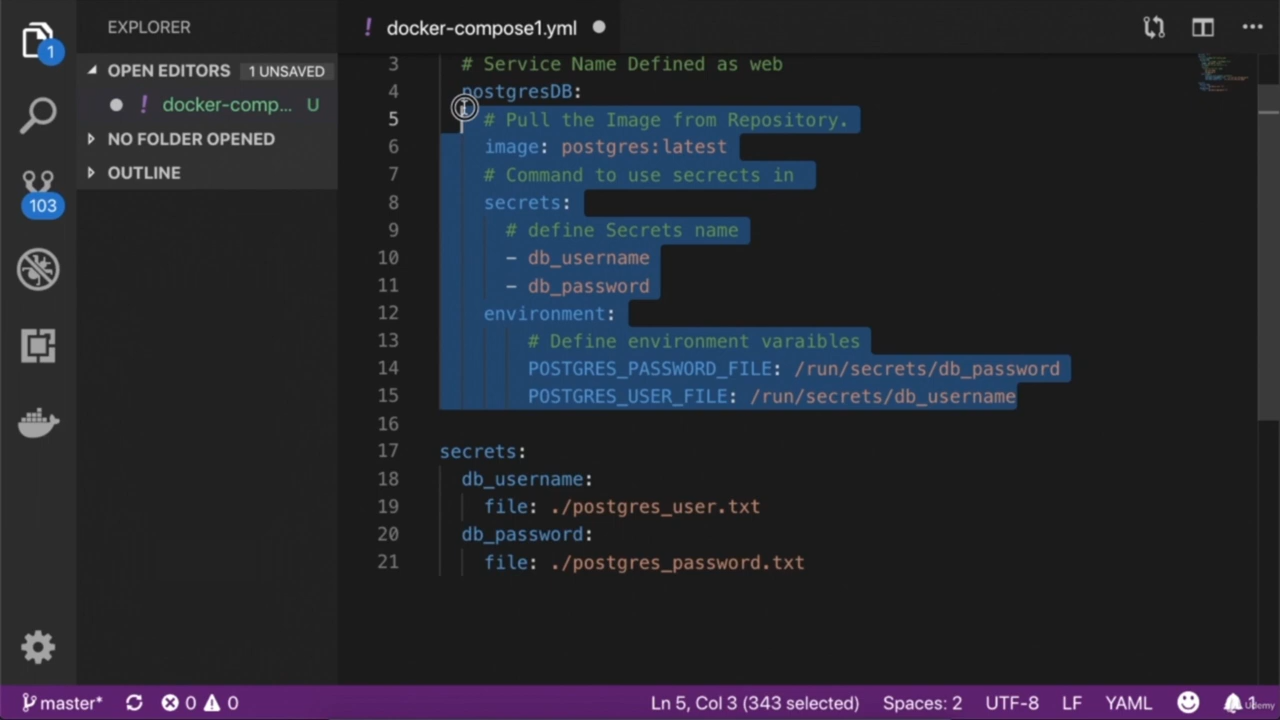 1
EXPLORER
OPEN EDITORS 1 UNSAVED
! docker-comp... U
NO FOLDER OPENED
OUTLINE
103
! docker-compose1.yml
3 # Service Name Defined as web
4 postgresDB:
5 # Pull the Image from Repository.
6 image: postgres:latest
7 # Command to use secrects in
8 secrets:
9 # define Secrets name
10 - db_username
11 - db_password
12 environment:
13 # Define environment varaibles
14 POSTGRES_PASSWORD_FILE: /run/secrets/db_password
15 POSTGRES_USER_FILE: /run/secrets/db_username
16
17 secrets:
18 db_username:
19 file: ./postgres_user.txt
20 db_password:
21 file: ./postgres_password.txt
master* 0 0 Ln 5, Col 3 (343 selected) Spaces: 2 UTF-8 LF YAML 1
Udemy